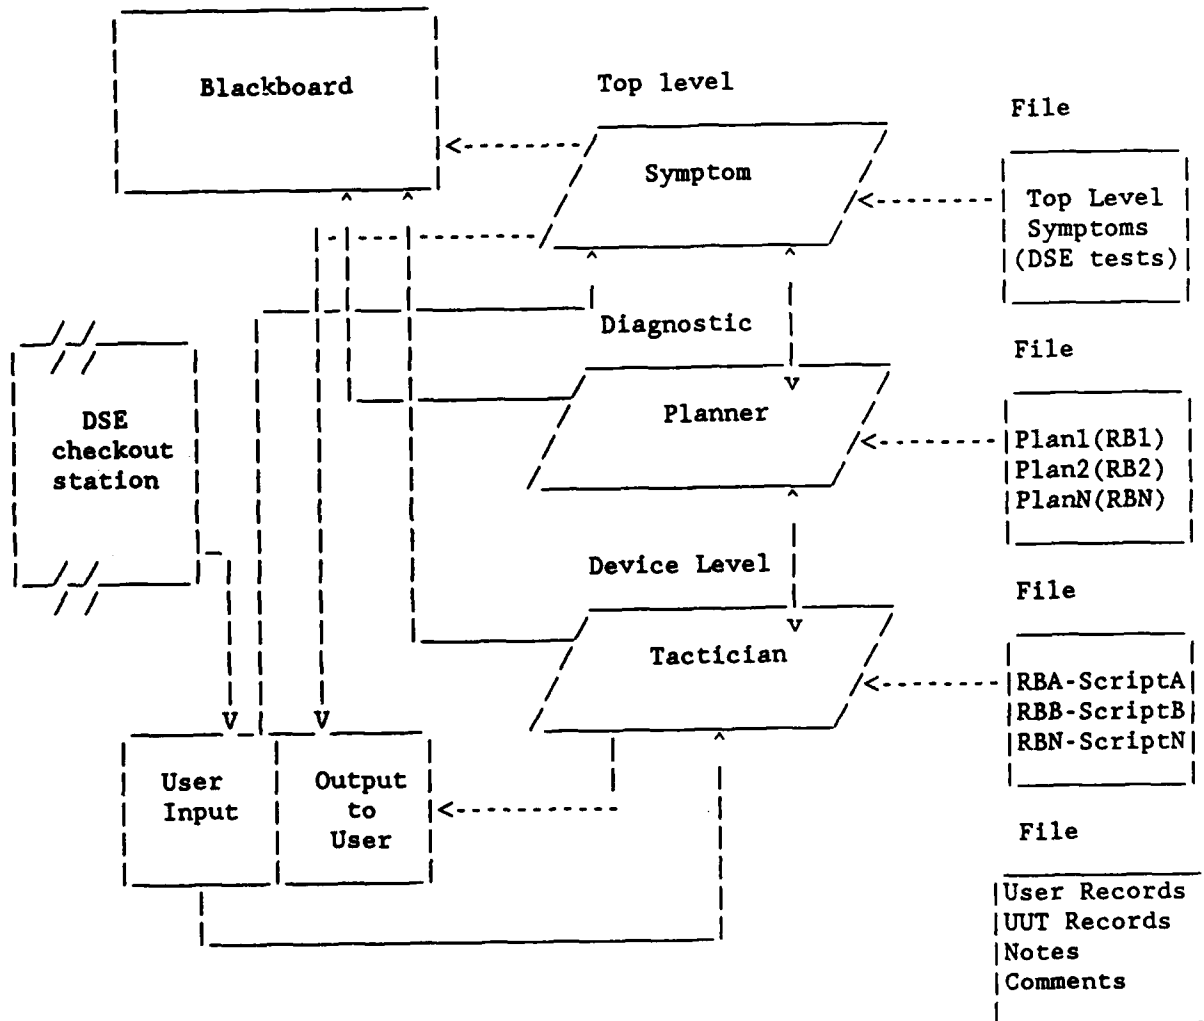 Blackboard
Top level
File
Symptom
Top Level
Symptoms
(DSE tests)
Diagnostic
File
DSE
checkout
station
Planner
Plan1(RB1)
Plan2(RB2)
PlanN(RBN)
Device Level
File
Tactician
RBA-ScriptA
RBB-ScriptB
RBN-ScriptN
User
Input
Output
to
User
File
User Records
UUT Records
Notes
Comments